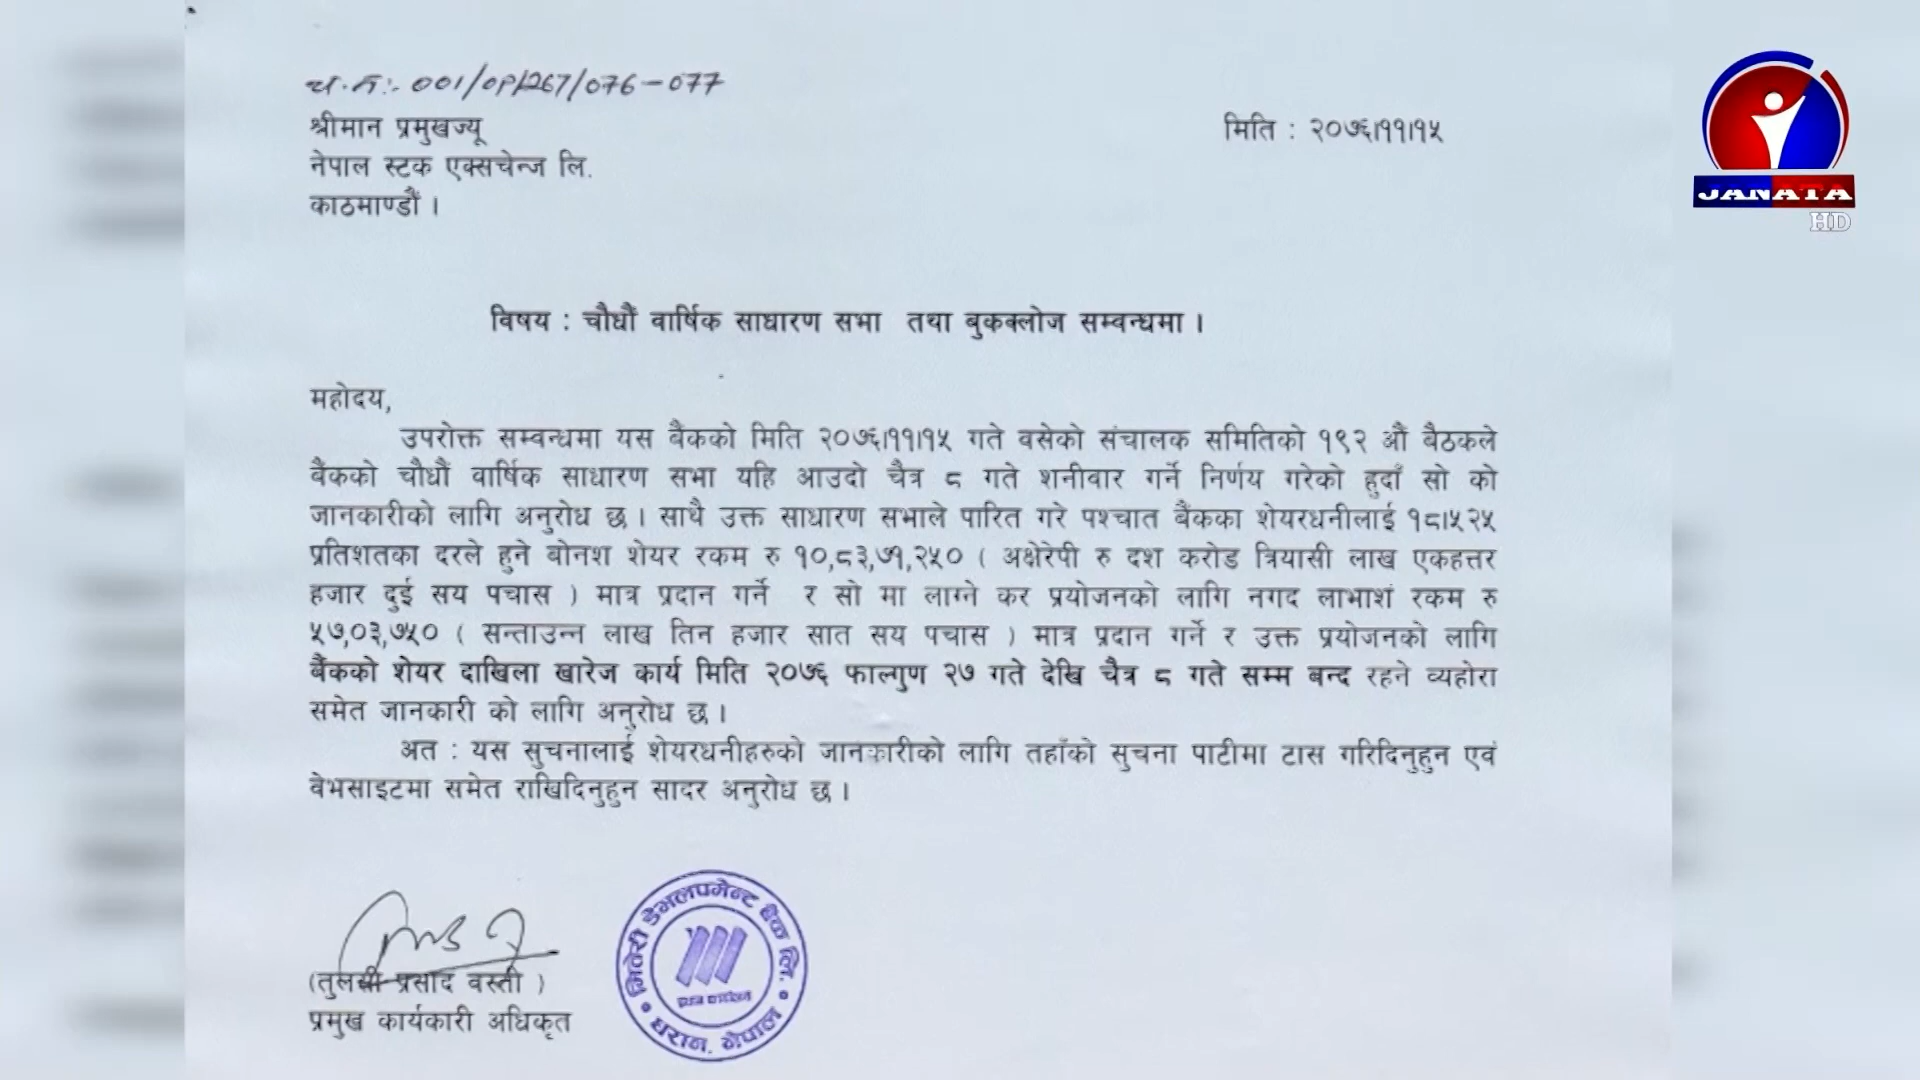 च.नं:- 001/OP/267/076-077
श्रीमान प्रमुखज्यू
मिति : २०७६।११।१५
नेपाल स्टक एक्सचेन्ज लि.
काठमाण्डौं ।
JANATA
HD
विषय : चौधौं वार्षिक साधारण सभा तथा बुकक्लोज सम्बन्धमा ।
महोदय,
उपरोक्त सम्वन्धमा यस बैंकको मिति २०७६।११।१५ गते वसेको संचालक समितिको १९२ औं बैठकले
बैंकको चौधौं वार्षिक साधारण सभा यहि आउदो चैत्र ८ गते शनीवार गर्ने निर्णय गरेको हुदाँ सो को
जानकारीको लागि अनुरोध छ । साथै उक्त साधारण सभाले पारित गरे पश्चात बैंकका शेयरधनीलाई १८।५२५
प्रतिशतका दरले हुने बोनश शेयर रकम रु १०,८३,७१,२५० ( अक्षेरेपी रु दश करोड त्रियासी लाख एकहत्तर
हजार दुई सय पचास ) मात्र प्रदान गर्ने र सो मा लाग्ने कर प्रयोजनको लागि नगद लाभाशं रकम रु
५७,०३,७५० ( सन्ताउन्न लाख तिन हजार सात सय पचास ) मात्र प्रदान गर्ने र उक्त प्रयोजनको लागि
बैंकको शेयर दाखिला खारेज कार्य मिति २०७६ फाल्गुण २७ गते देखि चैत्र ८ गते सम्म बन्द रहने व्यहोरा
समेत जानकारी को लागि अनुरोध छ ।
अत : यस सुचनालाई शेयरधनीहरुको जानकारीको लागि तहाँको सुचना पाटीमा टास गरिदिनुहुन एवं
वेभसाइटमा समेत राखिदिनुहुन सादर अनुरोध छ ।
(तुलसी प्रसाद वस्ती )
प्रमुख कार्यकारी अधिकृत
मितेरी डेभलपमेन्ट बैंक लि.
धरान, नेपाल